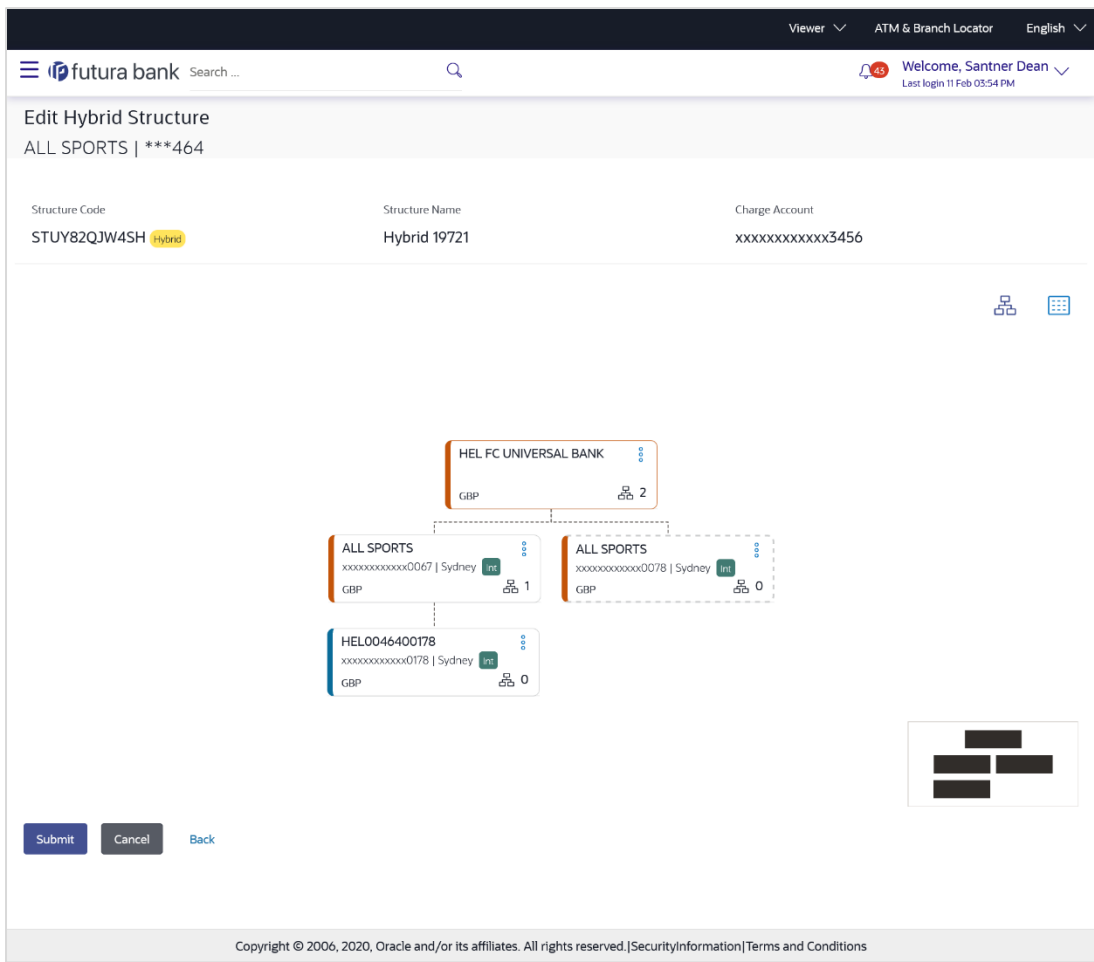 Viewer ATM & Branch Locator English
futura bank Search ... 43 Welcome, Santner Dean
Last login 11 Feb 03:54 PM
Edit Hybrid Structure
ALL SPORTS | ***464
Structure Code Structure Name Charge Account
STUY82QJW4SH Hybrid Hybrid 19721 xxxxxxxxxxxx3456
HEL FC UNIVERSAL BANK
GBP 2
ALL SPORTS
xxxxxxxxxxxx0067 | Sydney Int
GBP 1
ALL SPORTS
xxxxxxxxxxxx0078 | Sydney Int
GBP 0
HEL0046400178
xxxxxxxxxxxx0178 | Sydney Int
GBP 0
Submit Cancel Back
Copyright © 2006, 2020, Oracle and/or its affiliates. All rights reserved.|SecurityInformation|Terms and Conditions